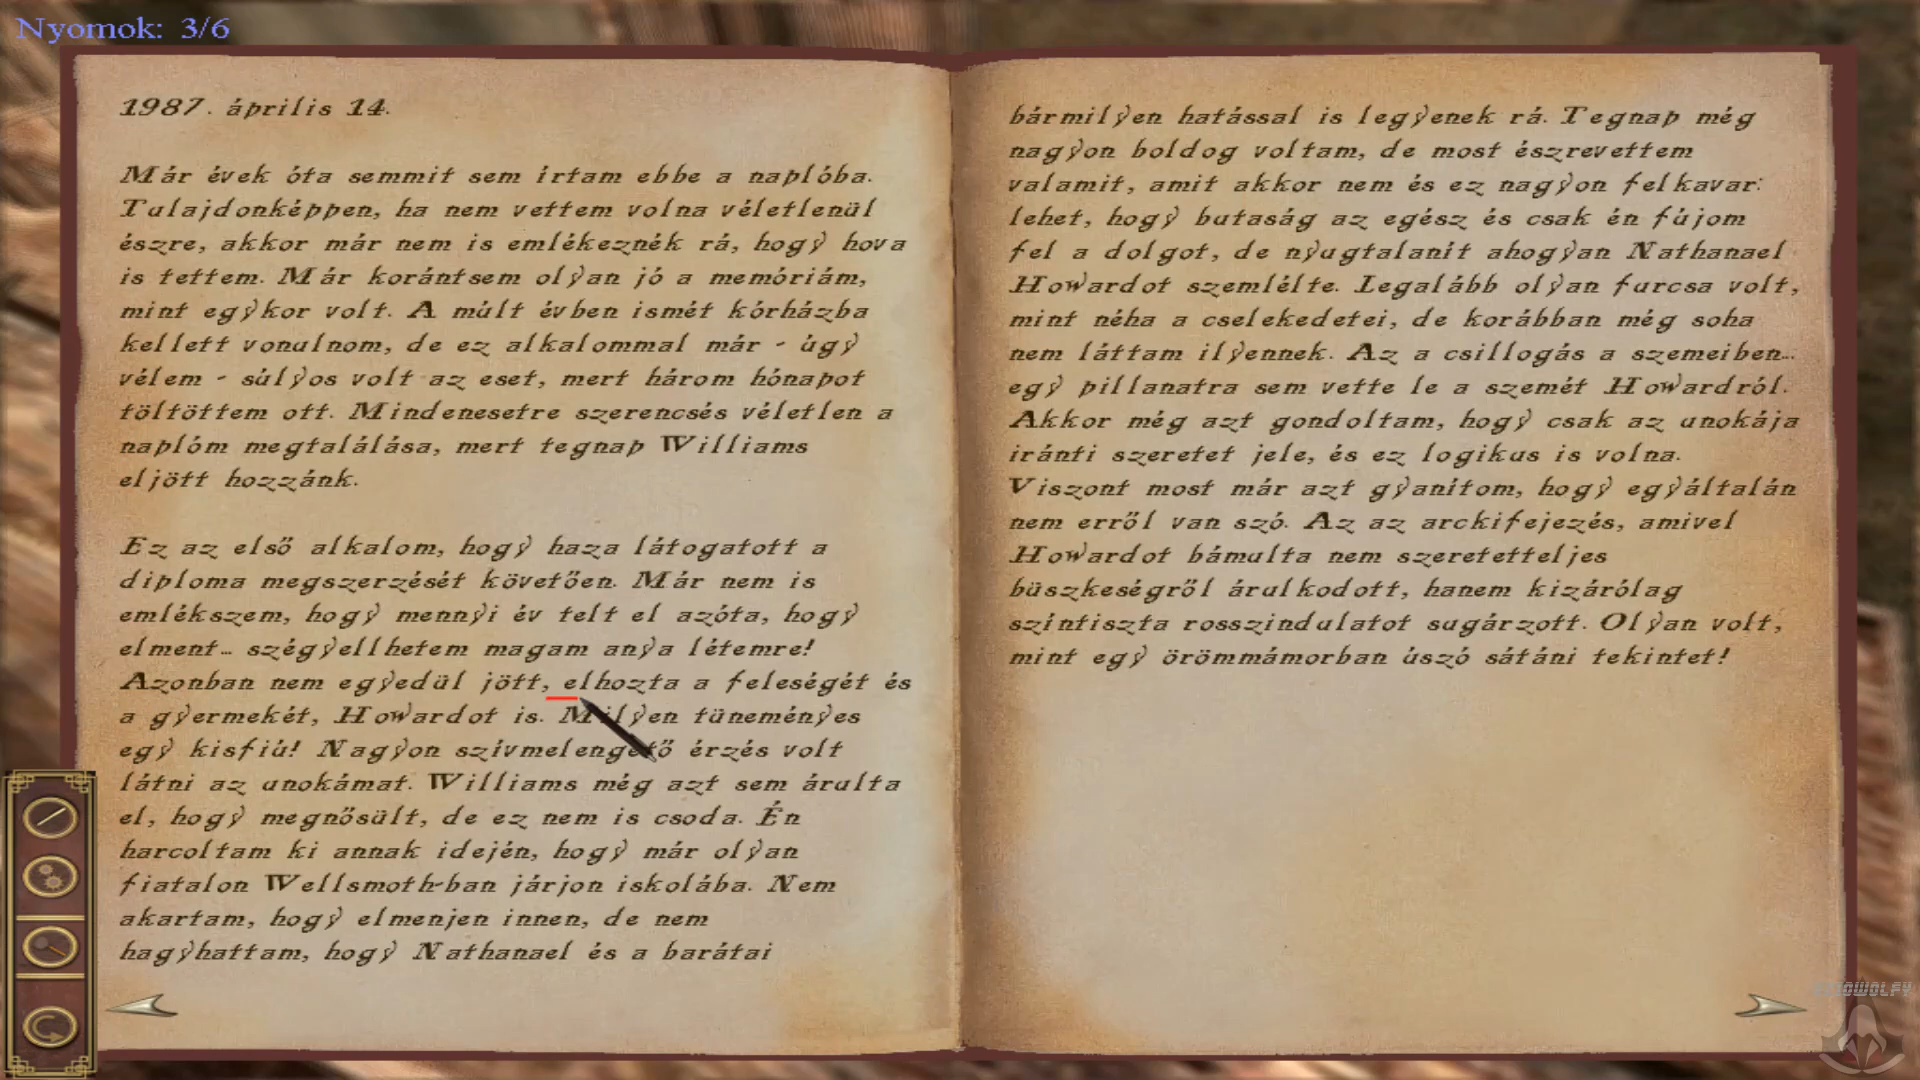 Nyomok: 3/6
1987. április 14.
Már évek óta semmit sem írtam ebbe a naplóba.
Tulajdonképpen, ha nem vettem volna véletlenül
észre, akkor már nem is emlékeznék rá, hogy hova
is tettem. Már korántsem olyan jó a memóriám,
mint egykor volt. A múlt évben ismét kórházba
kellett vonulnom, de ez alkalommal már - úgy
vélem - súlyos volt az eset, mert három hónapot
töltöttem ott. Mindenesetre szerencsés véletlen a
naplóm megtalálása, mert tegnap Williams
eljött hozzánk.
Ez az első alkalom, hogy haza látogatott a
diploma megszerzését követően. Már nem is
emlékszem, hogy mennyi év telt el azóta, hogy
elment... szégyellhetem magam anya létemre!
Azonban nem egyedül jött, elhozta a feleségét és
a gyermekét, Howardot is. Milyen tüneményes
egy kisfiú! Nagyon szívmelengető érzés volt
látni az unokámat. Williams még azt sem árulta
el, hogy megnősült, de ez nem is csoda. Én
harcoltam ki annak idején, hogy már olyan
fiatalon Wellsmoth-ban járjon iskolába. Nem
akartam, hogy elmenjen innen, de nem
hagyhattam, hogy Nathanael és a barátai
bármilyen hatással is legyenek rá. Tegnap még
nagyon boldog voltam, de most észrevettem
valamit, amit akkor nem és ez nagyon felkavar:
lehet, hogy butaság az egész és csak én fújom
fel a dolgot, de nyugtalanít ahogyan Nathanael
Howardot szemlélte. Legalább olyan furcsa volt,
mint néha a cselekedetei, de korábban még soha
nem láttam ilyennek. Az a csillogás a szemeiben...
egy pillanatra sem vette le a szemét Howardról.
Akkor még azt gondoltam, hogy csak az unokája
iránti szeretet jele, és ez logikus is volna.
Viszont most már azt gyanítom, hogy egyáltalán
nem erről van szó. Az az arckifejezés, amivel
Howardot bámulta nem szeretetteljes
büszkeségről árulkodott, hanem kizárólag
színtiszta rosszindulatot sugárzott. Olyan volt,
mint egy örömmámorban úszó sátáni tekintet!